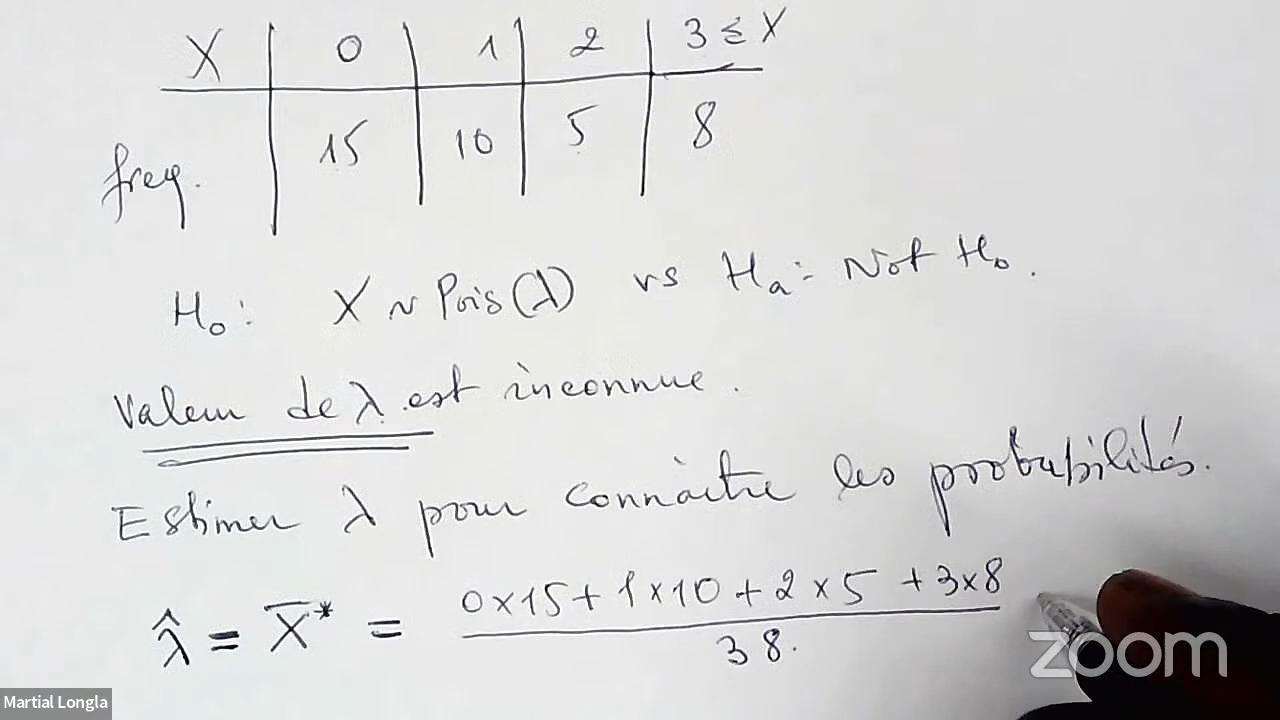 X | 0 | 1 | 2 | 3 ≤ X
freq. | 15 | 10 | 5 | 8
H₀: X ~ Pois(λ) vs Hₐ: Not H₀.
Valeur de λ est inconnue.
Estimer λ pour connaître les probabilités.
λ̂ = X̄* = (0×15 + 1×10 + 2×5 + 3×8) / 38.
zoom
Martial Longla